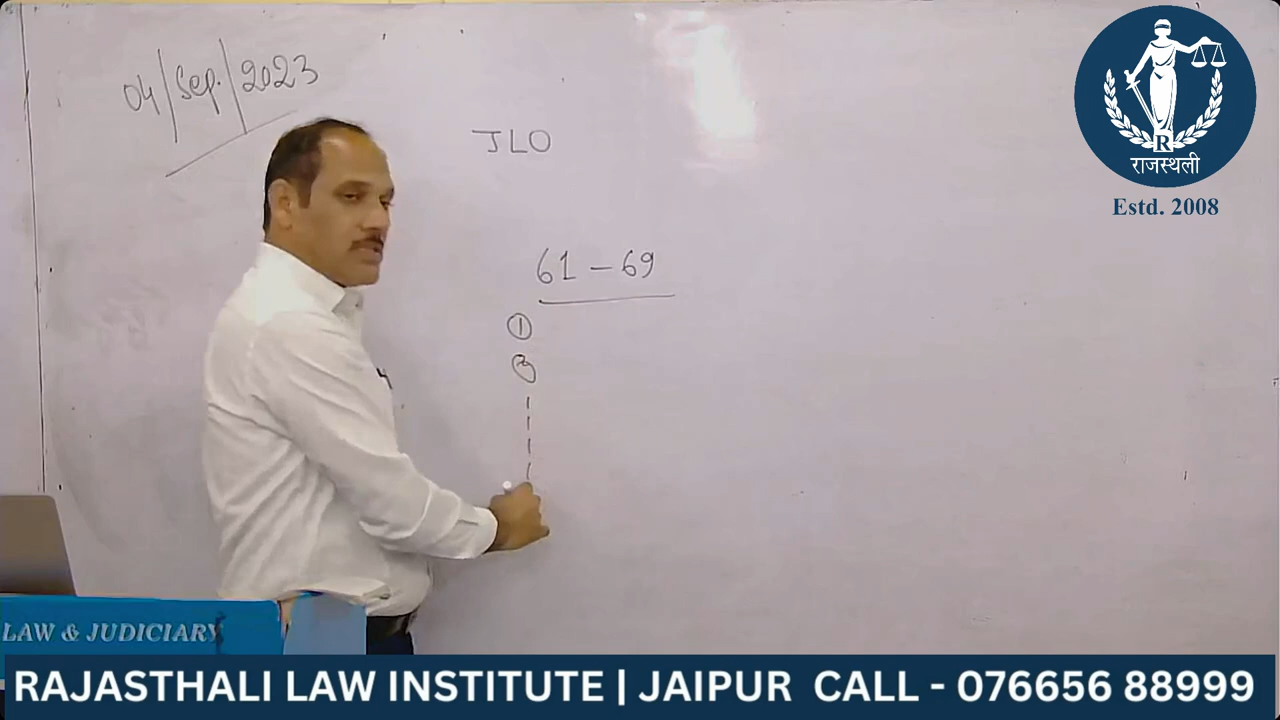 04/Sep./2023
JLO
61 – 69
①
②
R
राजस्थली
Estd. 2008
LAW & JUDICIARY
RAJASTHALI LAW INSTITUTE | JAIPUR CALL - 076656 88999